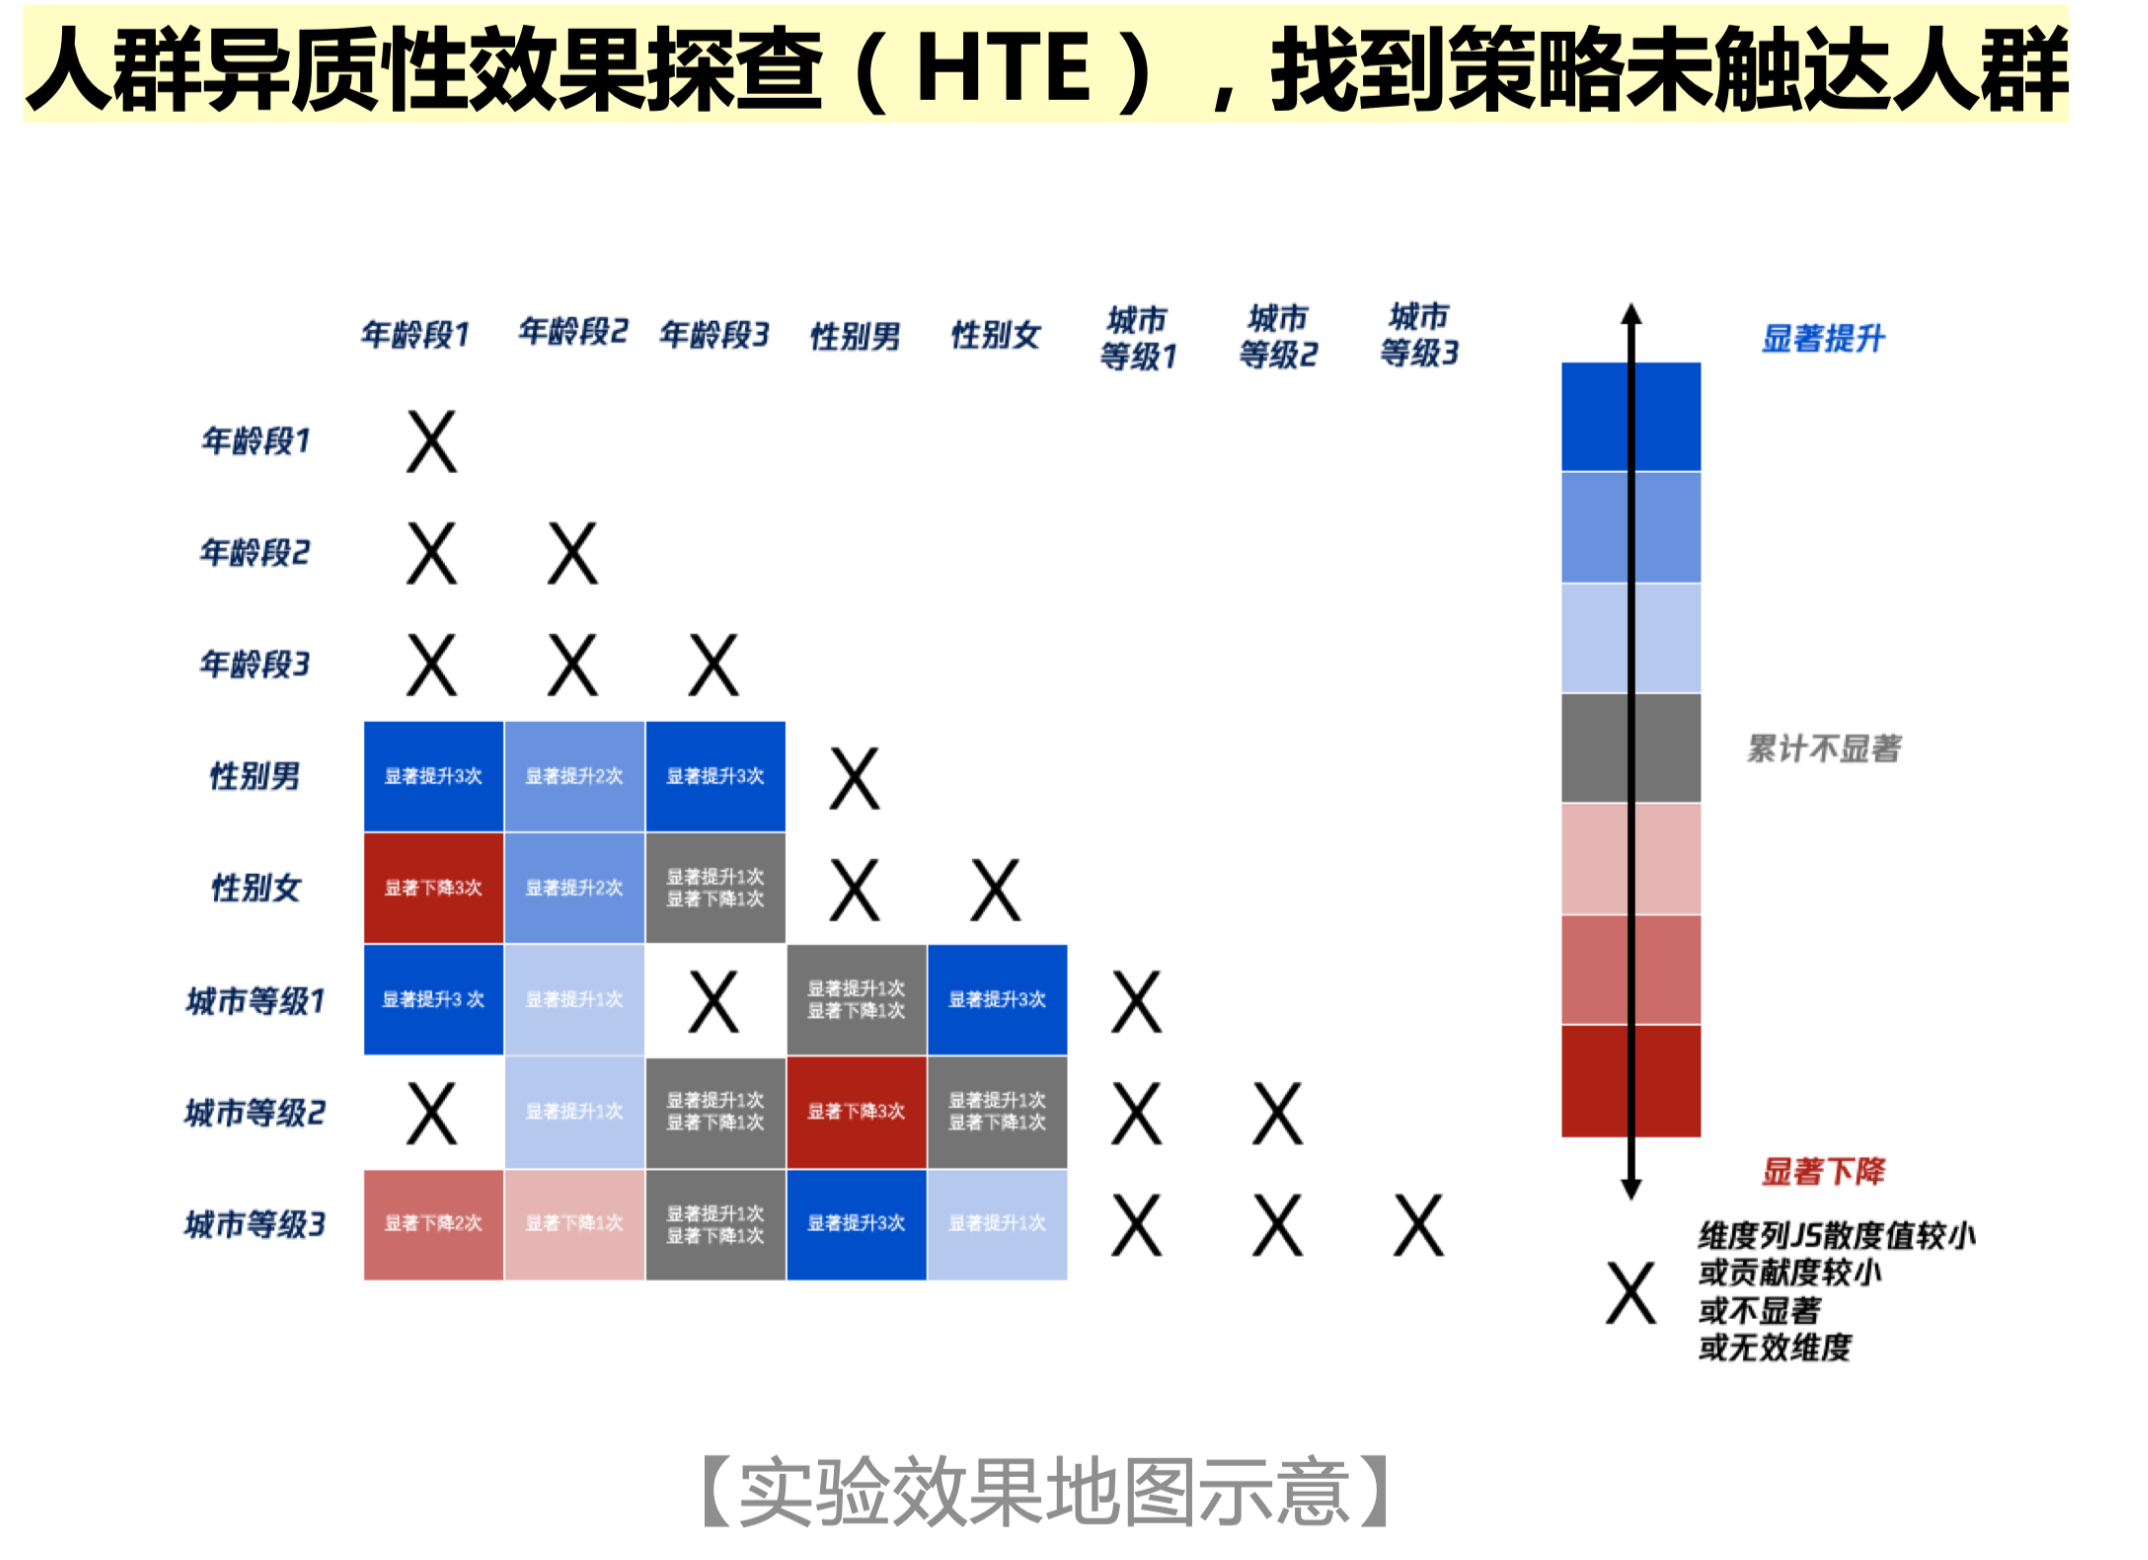 人群异质性效果探查（HTE），找到策略未触达人群
年龄段1 年龄段2 年龄段3 性别男 性别女 城市等级1 城市等级2 城市等级3
显著提升
年龄段1 X
年龄段2 X X
年龄段3 X X X
累计不显著
性别男 显著提升3次 显著提升2次 显著提升3次 X
性别女 显著下降3次 显著提升2次 显著提升1次 显著下降1次 X X
城市等级1 显著提升3 次 显著提升1次 X 显著提升1次 显著下降1次 显著提升3次 X
城市等级2 X 显著提升1次 显著提升1次 显著下降1次 显著下降3次 显著提升1次 显著下降1次 X X
城市等级3 显著下降2次 显著下降1次 显著提升1次 显著下降1次 显著提升3次 显著提升1次 X X X
显著下降
X
维度列JS散度值较小
或贡献度较小
或不显著
或无效维度
【实验效果地图示意】